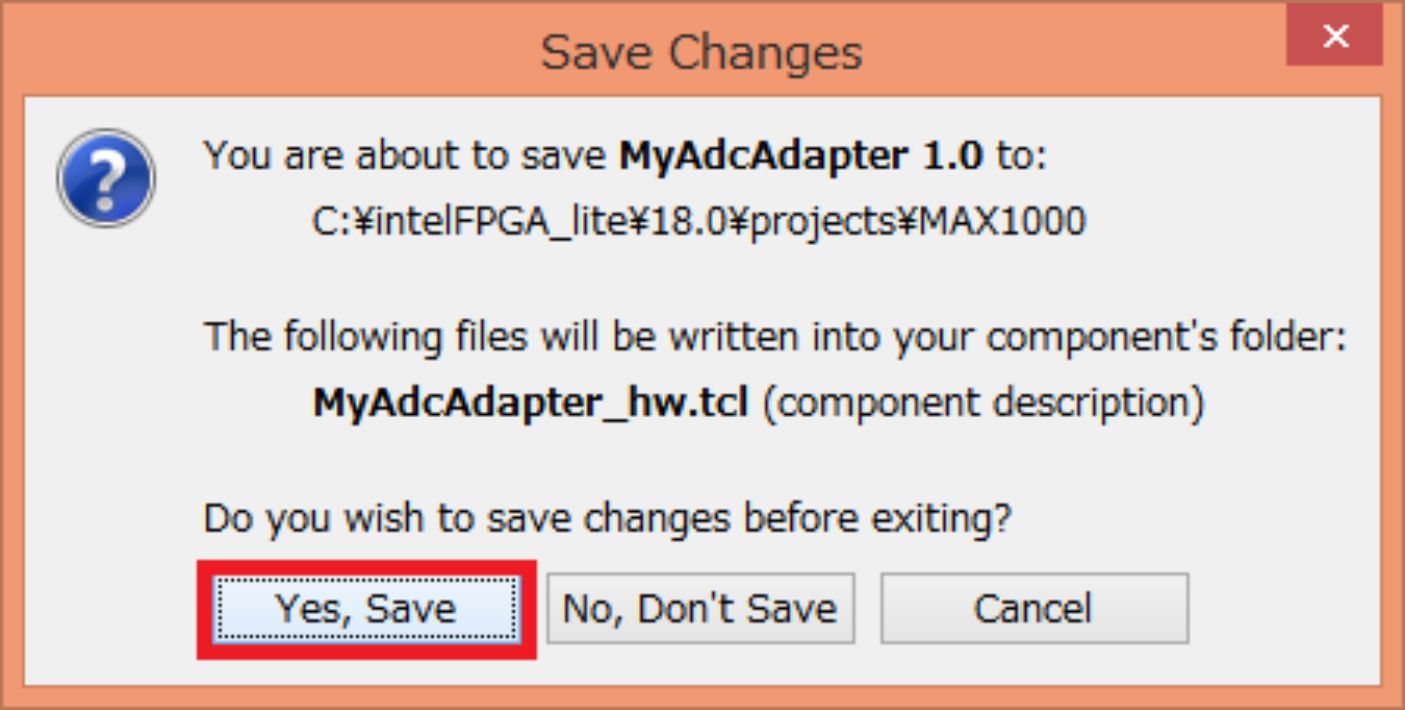 Save Changes
You are about to save MyAdcAdapter 1.0 to:
C:¥intelFPGA_lite¥18.0¥projects¥MAX1000
The following files will be written into your component's folder:
MyAdcAdapter_hw.tcl (component description)
Do you wish to save changes before exiting?
Yes, Save
No, Don't Save
Cancel